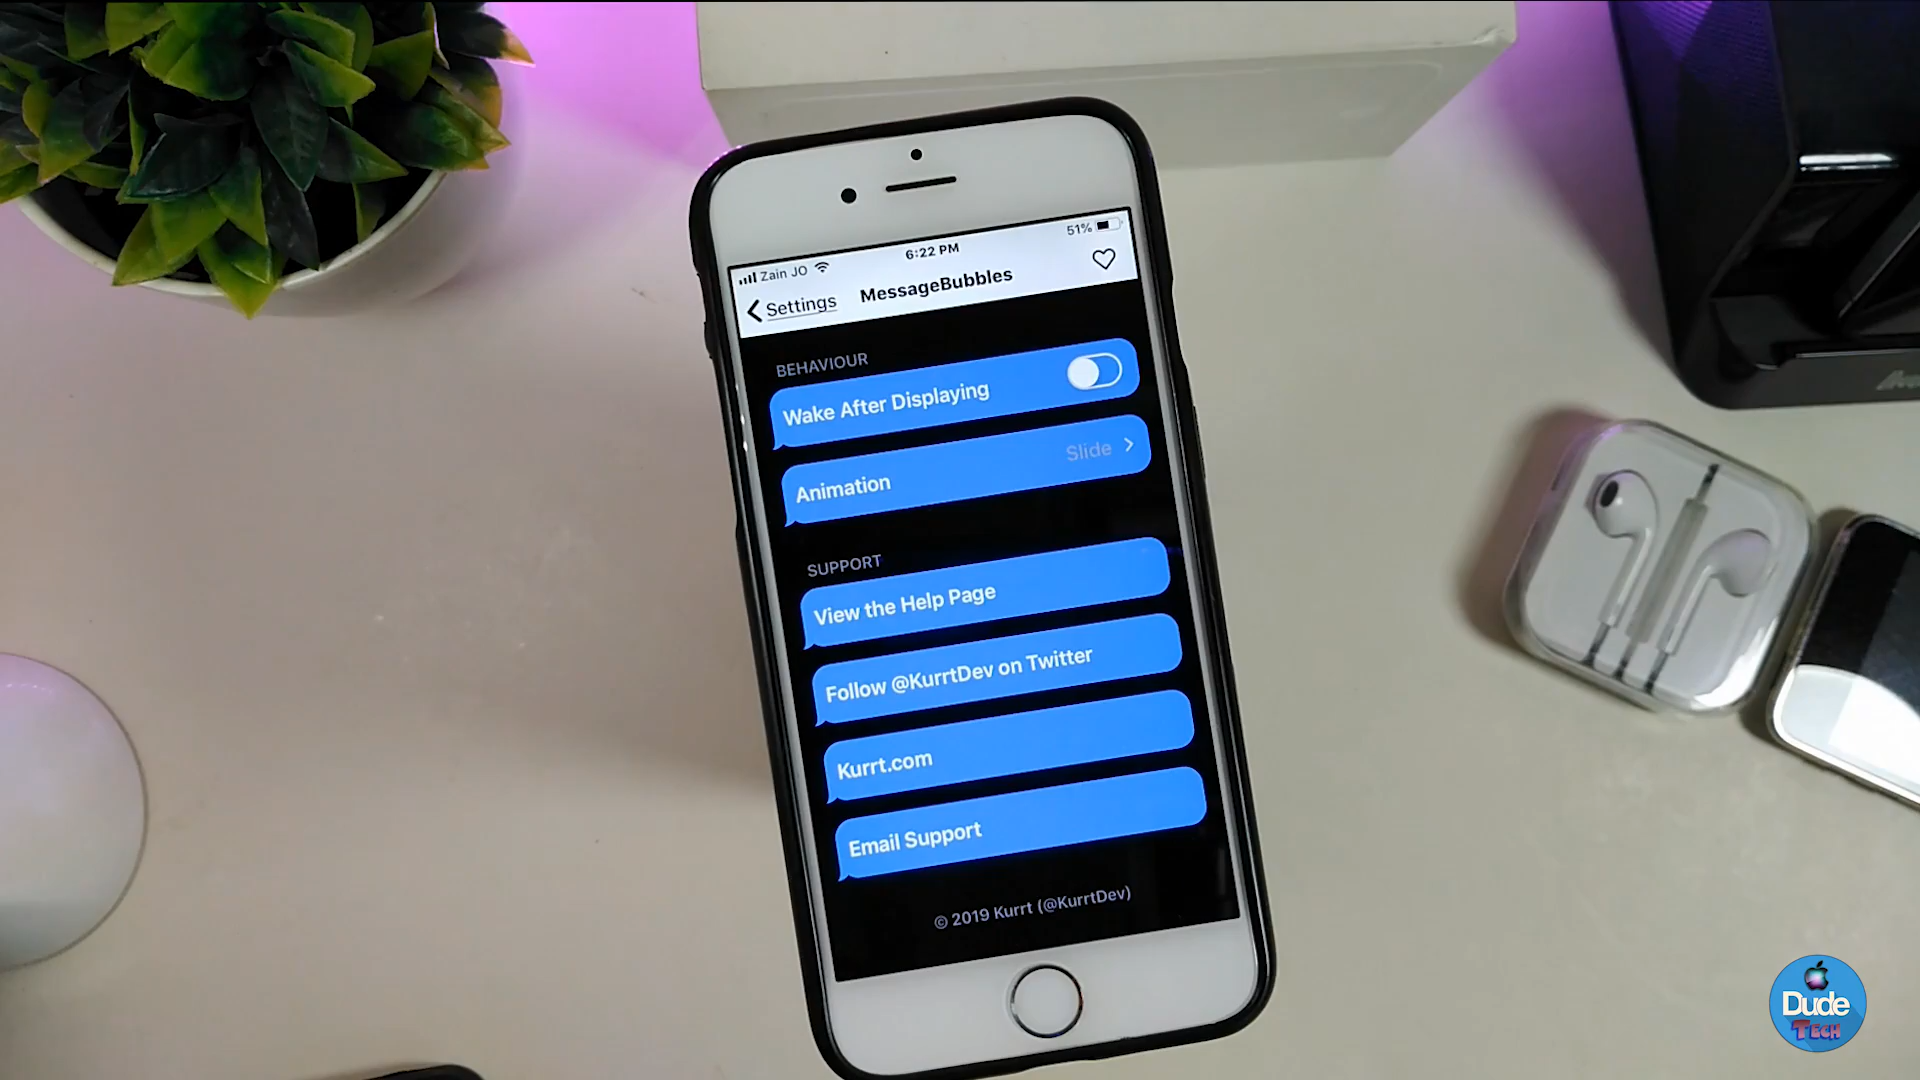 Zain JO
6:22 PM
51%
Settings
MessageBubbles
BEHAVIOUR
Wake After Displaying
Animation
Slide
SUPPORT
View the Help Page
Follow @KurrtDev on Twitter
Kurrt.com
Email Support
© 2019 Kurrt (@KurrtDev)
Dude
TECH